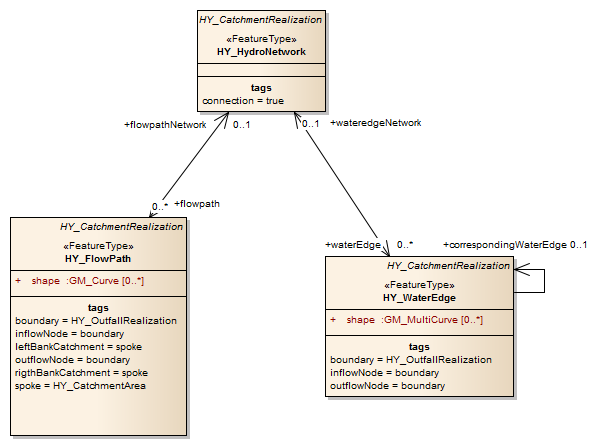 HY_CatchmentRealization
«FeatureType»
HY_HydroNetwork
tags
connection = true
+flowpathNetwork
0..1
0..1
+wateredgeNetwork
0..*
+flowpath
HY_CatchmentRealization
«FeatureType»
HY_FlowPath
+ shape :GM_Curve [0..*]
tags
boundary = HY_OutfallRealization
inflowNode = boundary
leftBankCatchment = spoke
outflowNode = boundary
rigthBankCatchment = spoke
spoke = HY_CatchmentArea
+waterEdge
0..*
+correspondingWaterEdge 0..1
HY_CatchmentRealization
«FeatureType»
HY_WaterEdge
+ shape :GM_MultiCurve [0..*]
tags
boundary = HY_OutfallRealization
inflowNode = boundary
outflowNode = boundary